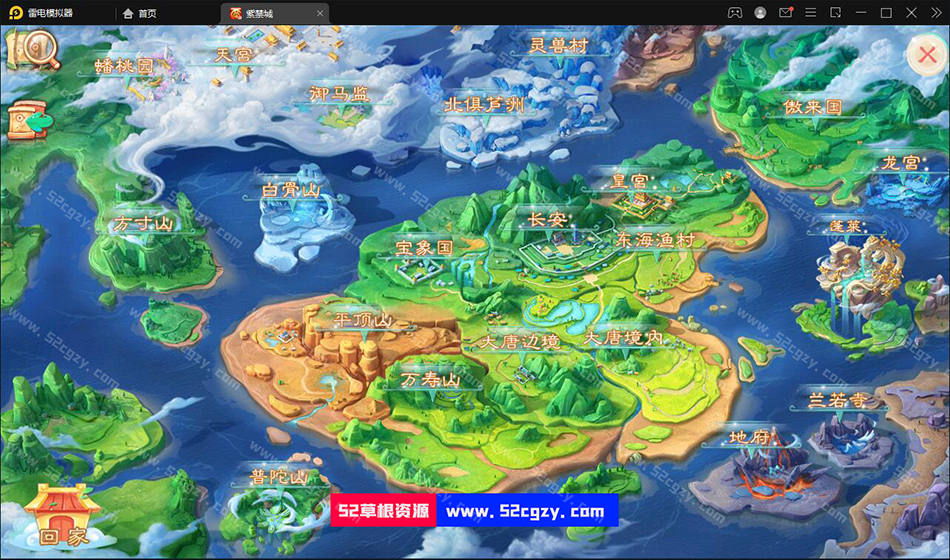 雷电模拟器
首页
紫禁城
灵兽村
天宫
蟠桃园
御马监
北俱芦洲
傲来国
龙宫
皇宫
白骨山
方寸山
长安
蓬莱
东海渔村
宝象国
平顶山
大唐边境
大唐境内
万寿山
兰若寺
地府
普陀山
回家
52草根资源 www.52cgzy.com
www.52cgzy.com